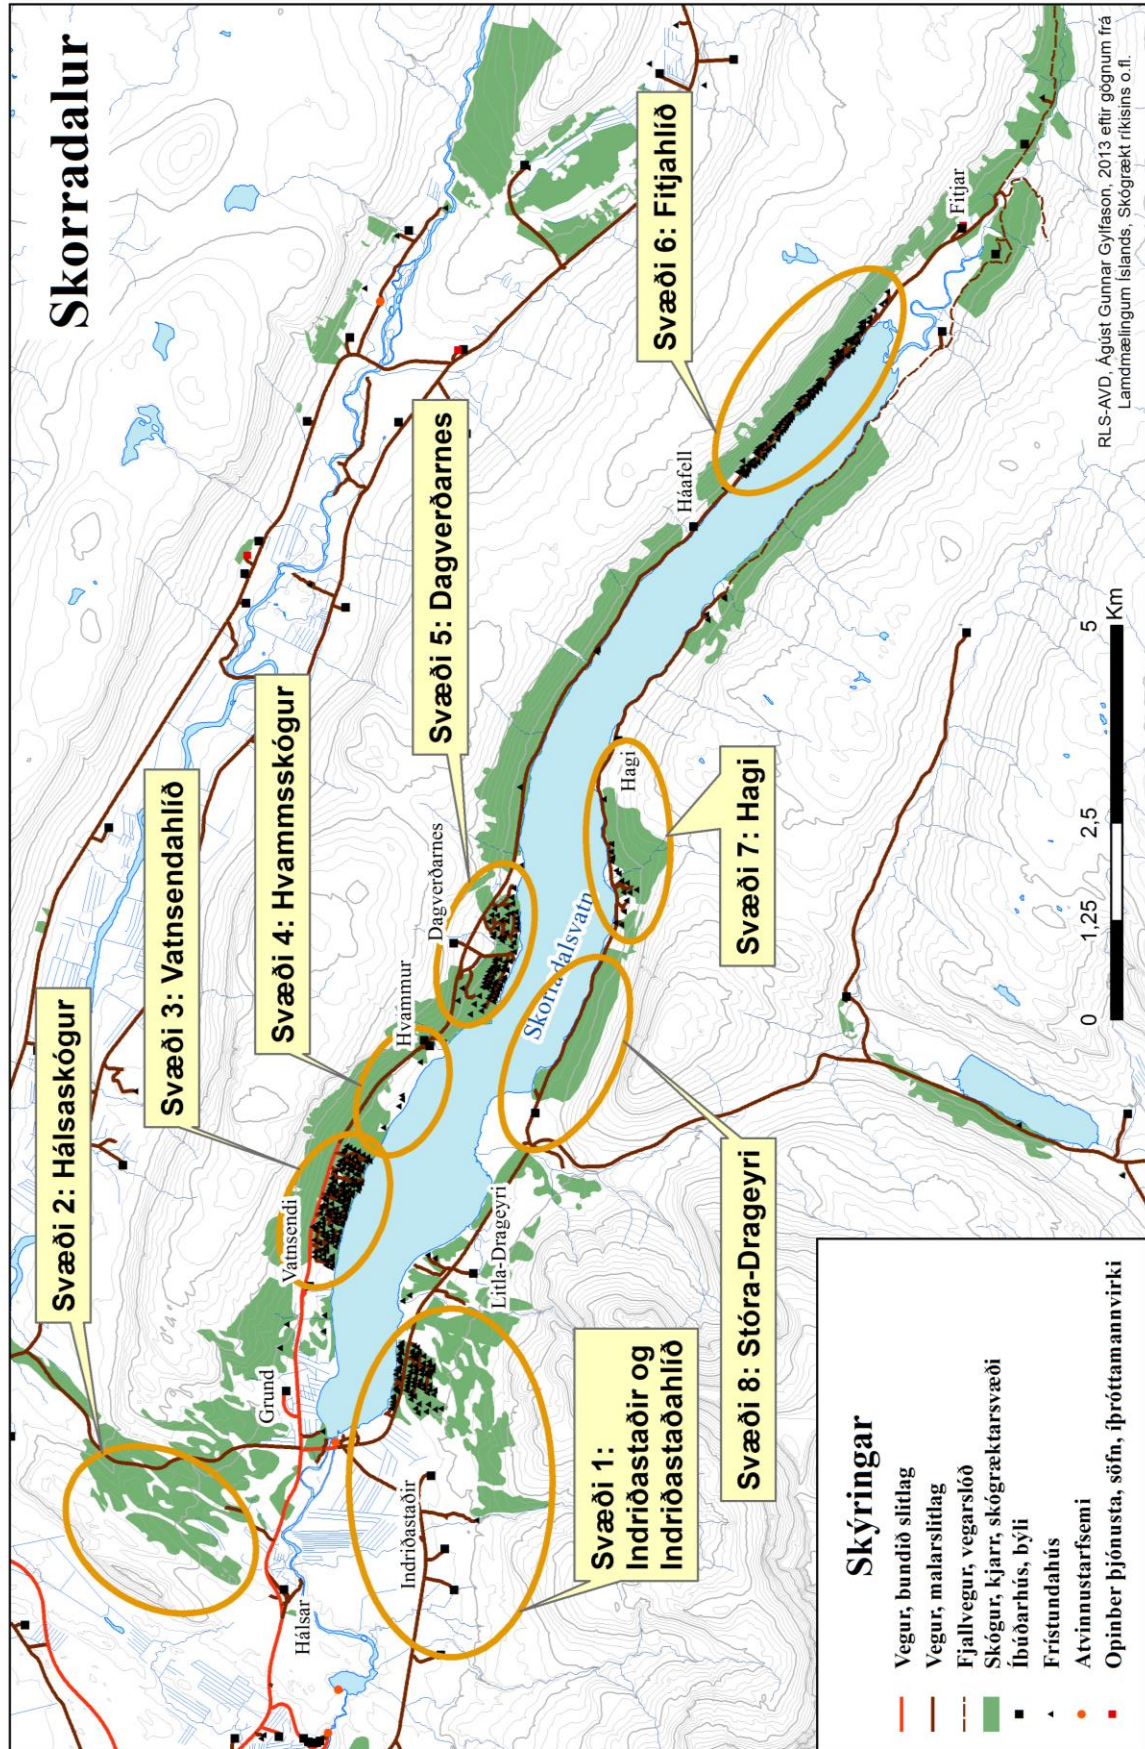 Skorradalur
Svæði 2: Hálsaskógur
Svæði 3: Vatnsendahlíð
Svæði 4: Hvammsskógur
Svæði 5: Dagverðarnes
Svæði 6: Fitjahlíð
Svæði 7: Hagi
Svæði 8: Stóra-Drageyri
Svæði 1:
Indriðastaðir og
Indriðastaðahlíð
Hálsar
Grund
Vatnsendi
Hvammur
Dagverðarnes
Háafell
Fitjar
Indriðastaðir
Litla-Drageyri
Skorradalsvatn
Hagi
Skýringar
Vegur, bundið slitlag
Vegur, malarslitlag
Fjallvegur, vegarslóð
Skógur, kjarr, skógræktarsvæði
Íbúðarhús, býli
Frístundahús
Atvinnustarfsemi
Opinber þjónusta, söfn, íþróttamannvirki
0 1,25 2,5 5
Km
RLS-AVD, Ágúst Gunnar Gylfason, 2013 eftir gögnum frá
Lamdmælingum Íslands, Skógrækt ríkisins o.fl.